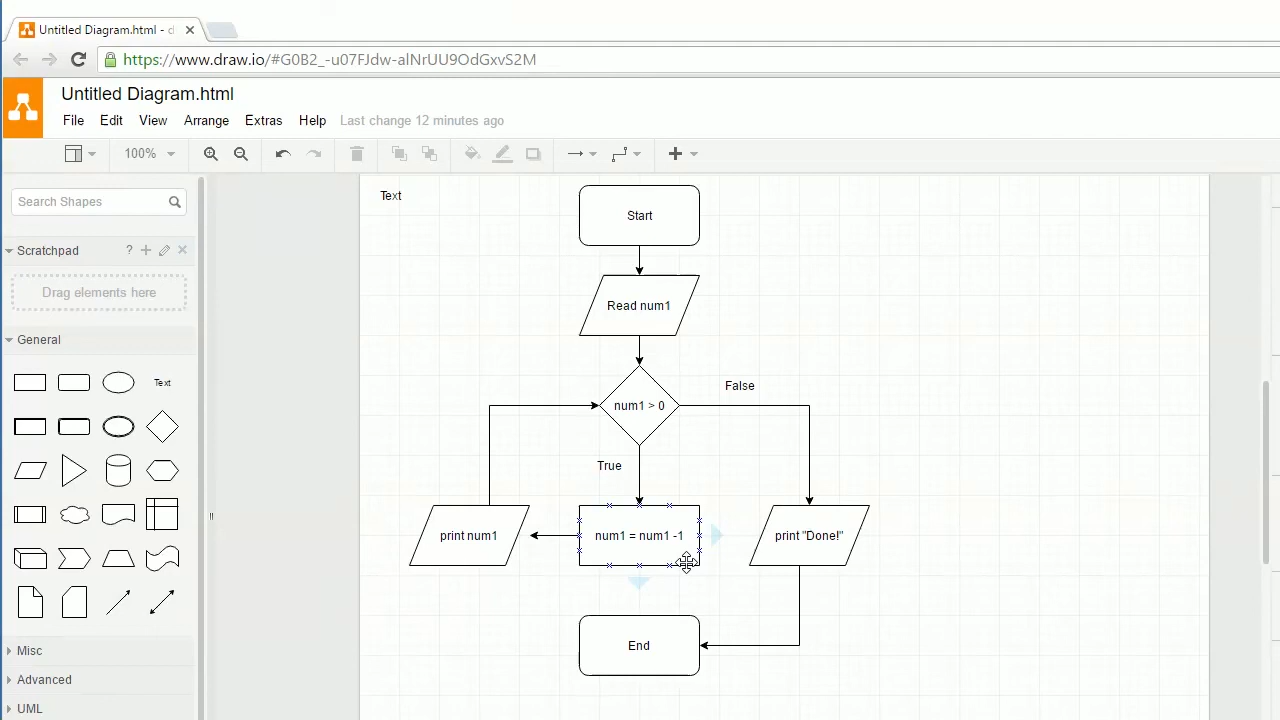 Untitled Diagram.html - d
https://www.draw.io/#G0B2_-u07FJdw-alNrUU9OdGxvS2M
Untitled Diagram.html
File Edit View Arrange Extras Help Last change 12 minutes ago
100%
Search Shapes
Scratchpad ?
Drag elements here
General
Text
Misc
Advanced
UML
Text
Start
Read num1
num1 > 0
False
True
print num1
num1 = num1 -1
print "Done!"
End